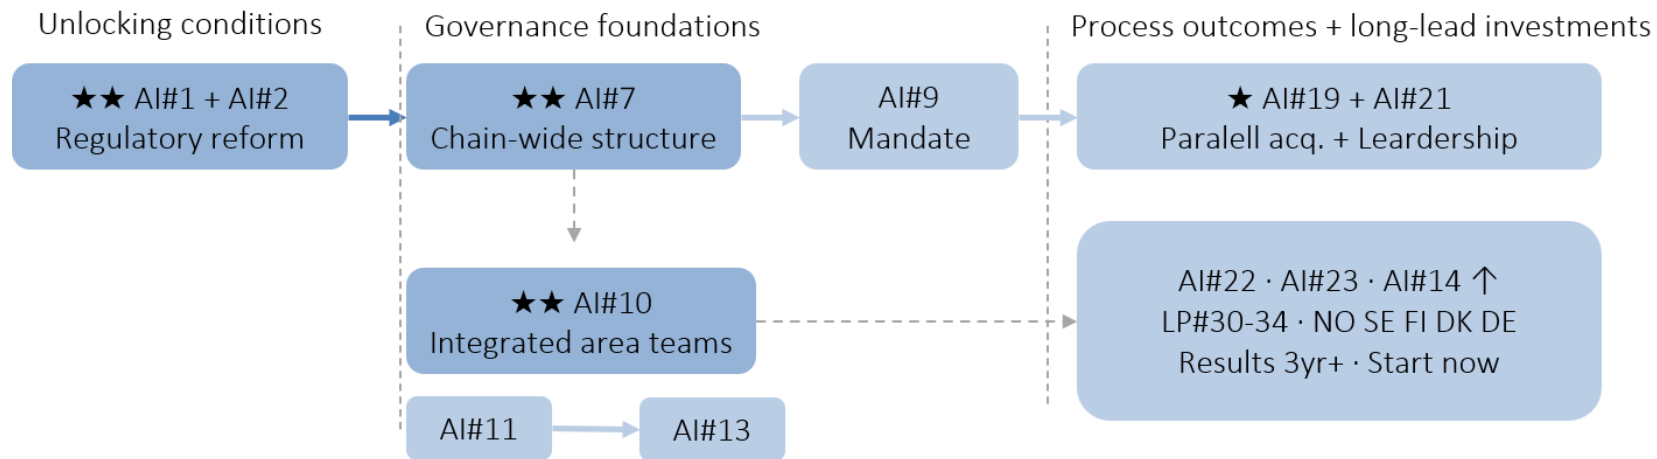 Unlocking conditions
Governance foundations
Process outcomes + long-lead investments
★★ AI#1 + AI#2
Regulatory reform
★★ AI#7
Chain-wide structure
AI#9
Mandate
★ AI#19 + AI#21
Paralell acq. + Leardership
★★ AI#10
Integrated area teams
AI#22 · AI#23 · AI#14 ↑
LP#30-34 · NO SE FI DK DE
Results 3yr+ · Start now
AI#11
AI#13